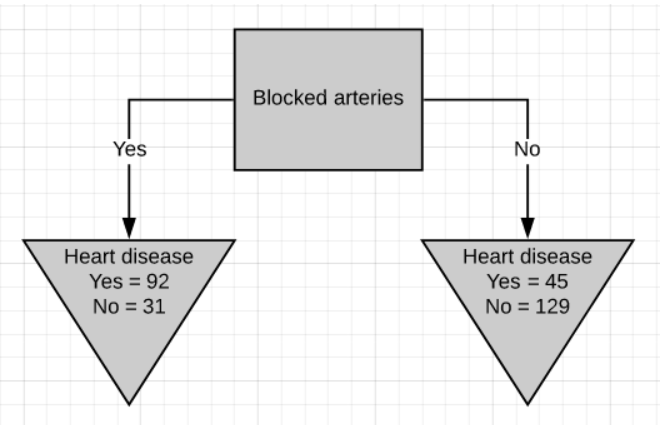 Blocked arteries
Yes
No
Heart disease
Yes = 92
No = 31
Heart disease
Yes = 45
No = 129